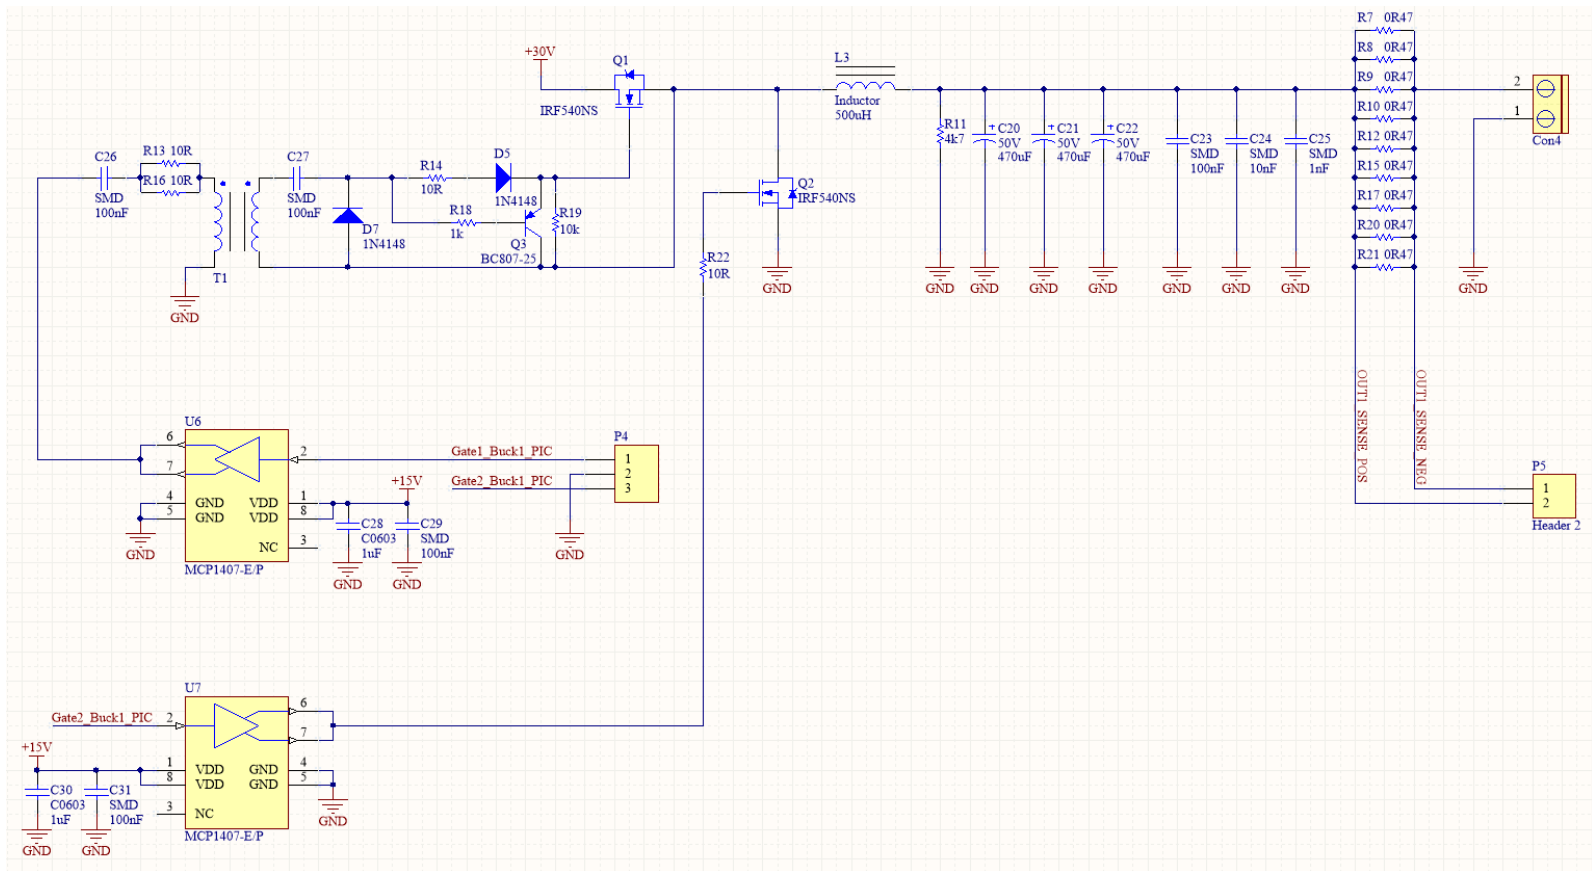 R7 0R47
R8 0R47
R9 0R47
R10 0R47
R12 0R47
R15 0R47
R17 0R47
R20 0R47
R21 0R47
+30V
Q1
IRF540NS
L3
Inductor
500uH
R11
4k7
C20
50V
470uF
C21
50V
470uF
C22
50V
470uF
C23
SMD
100nF
C24
SMD
10nF
C25
SMD
1nF
2
1
Con4
C26
SMD
100nF
R13 10R
R16 10R
T1
GND
C27
SMD
100nF
D7
1N4148
R14
10R
D5
1N4148
R18
1k
Q3
BC807-25
R19
10k
Q2
IRF540NS
R22
10R
GND
GND
GND
GND
GND
GND
GND
GND
GND
OUT1 SENSE POS
OUT1 SENSE NEG
P5
1
2
Header 2
U6
6
7
4
5
GND
GND
VDD
VDD
NC
2
1
8
3
MCP1407-E/P
GND
+15V
C28
C0603
1uF
GND
C29
SMD
100nF
GND
Gate1_Buck1_PIC
Gate2_Buck1_PIC
P4
1
2
3
GND
U7
Gate2_Buck1_PIC
2
1
8
3
VDD
VDD
NC
GND
GND
6
7
4
5
MCP1407-E/P
GND
+15V
C30
C0603
1uF
GND
C31
SMD
100nF
GND